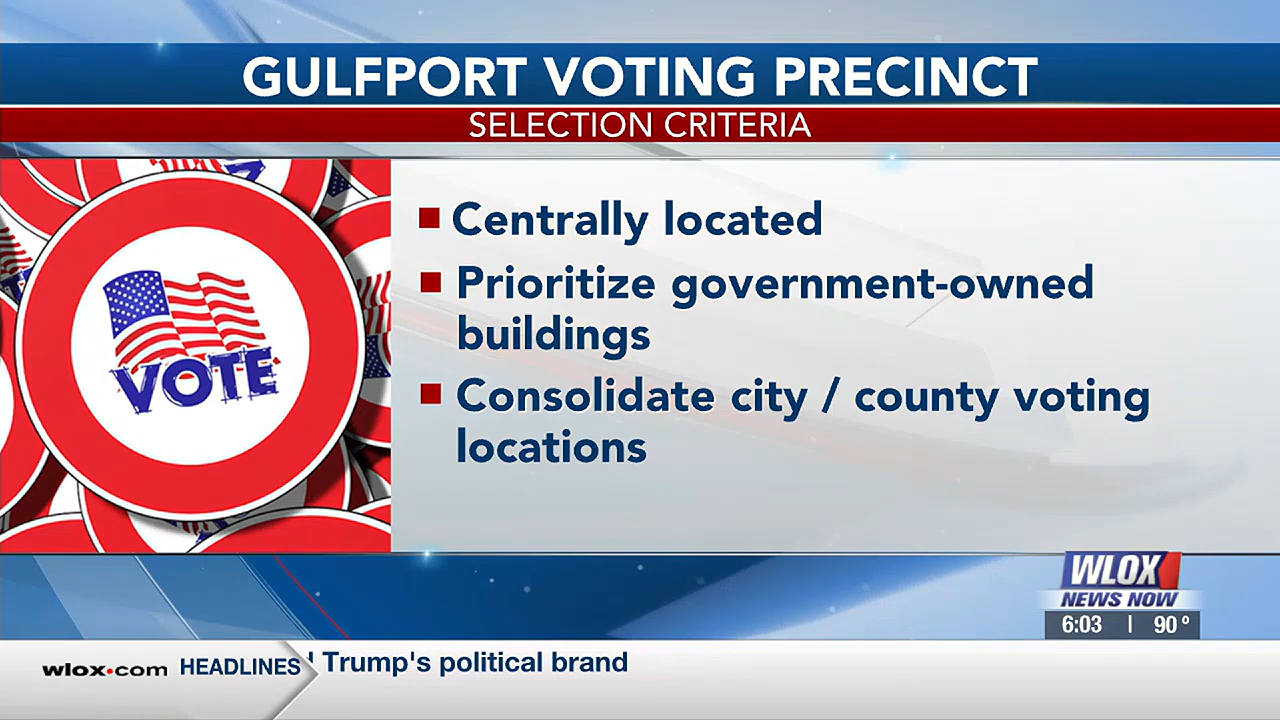 GULFPORT VOTING PRECINCT
SELECTION CRITERIA
VOTE
Centrally located
Prioritize government-owned
buildings
Consolidate city / county voting
locations
WLOX
NEWS NOW
6:03 | 90°
wlox.com HEADLINES Trump's political brand